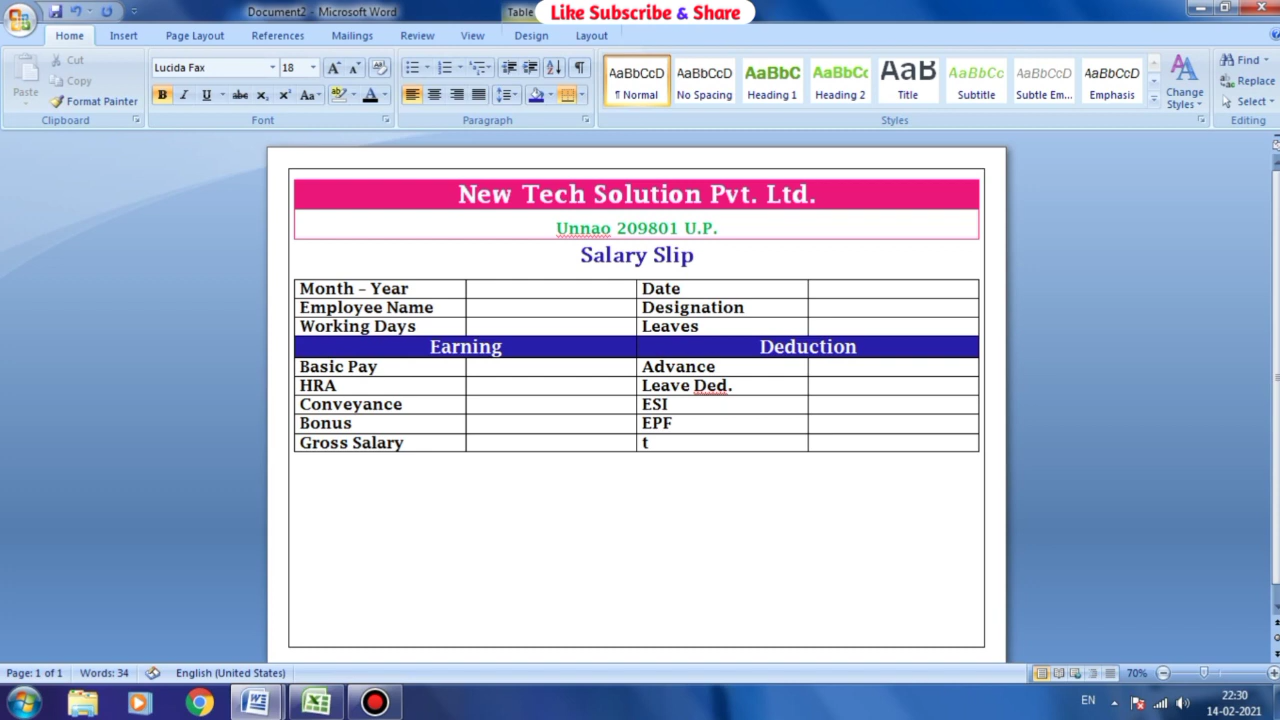 Document2 - Microsoft Word
Table
Like Subscribe & Share
Home Insert Page Layout References Mailings Review View Design Layout
Paste
Cut
Copy
Format Painter
Clipboard
Lucida Fax 18
Font
Paragraph
AaBbCcD AaBbCcD AaBbC AaBbCc AaB AaBbCc AaBbCcD AaBbCcD
¶ Normal No Spacing Heading 1 Heading 2 Title Subtitle Subtle Em... Emphasis
Change Styles
Styles
Find
Replace
Select
Editing
New Tech Solution Pvt. Ltd.
Unnao 209801 U.P.
Salary Slip
Month – Year Date
Employee Name Designation
Working Days Leaves
Earning Deduction
Basic Pay Advance
HRA Leave Ded.
Conveyance ESI
Bonus EPF
Gross Salary t
Page: 1 of 1 Words: 34 English (United States) 70%
EN
22:30
14-02-2021